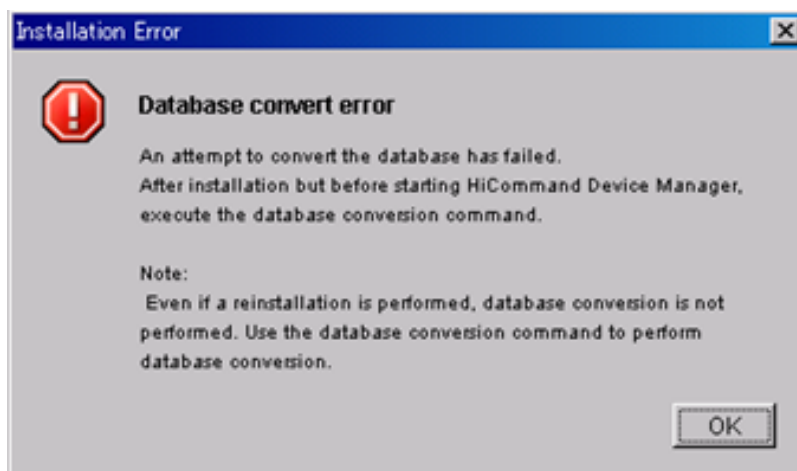 Installation Error
Database convert error
An attempt to convert the database has failed.
After installation but before starting HiCommand Device Manager,
execute the database conversion command.
Note:
Even if a reinstallation is performed, database conversion is not
performed. Use the database conversion command to perform
database conversion.
OK